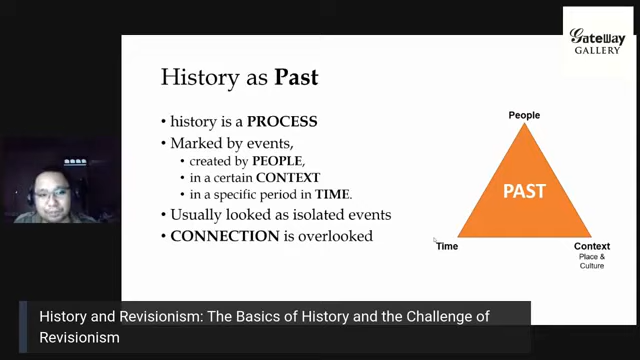 Gateway
GALLERY
History as Past
• history is a PROCESS
• Marked by events,
• created by PEOPLE,
• in a certain CONTEXT
• in a specific period in TIME.
• Usually looked as isolated events
• CONNECTION is overlooked
People
PAST
Time
Context
Place &
Culture
History and Revisionism: The Basics of History and the Challenge of
Revisionism